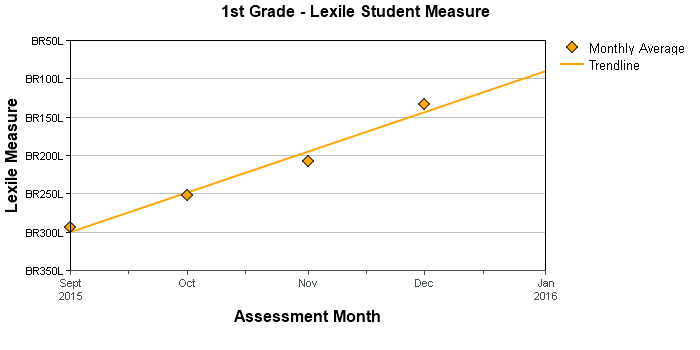 1st Grade - Lexile Student Measure
BR50L
BR100L
BR150L
BR200L
BR250L
BR300L
BR350L
Lexile Measure
Sept Oct Nov Dec Jan
2015 2016
Assessment Month
Monthly Average
Trendline